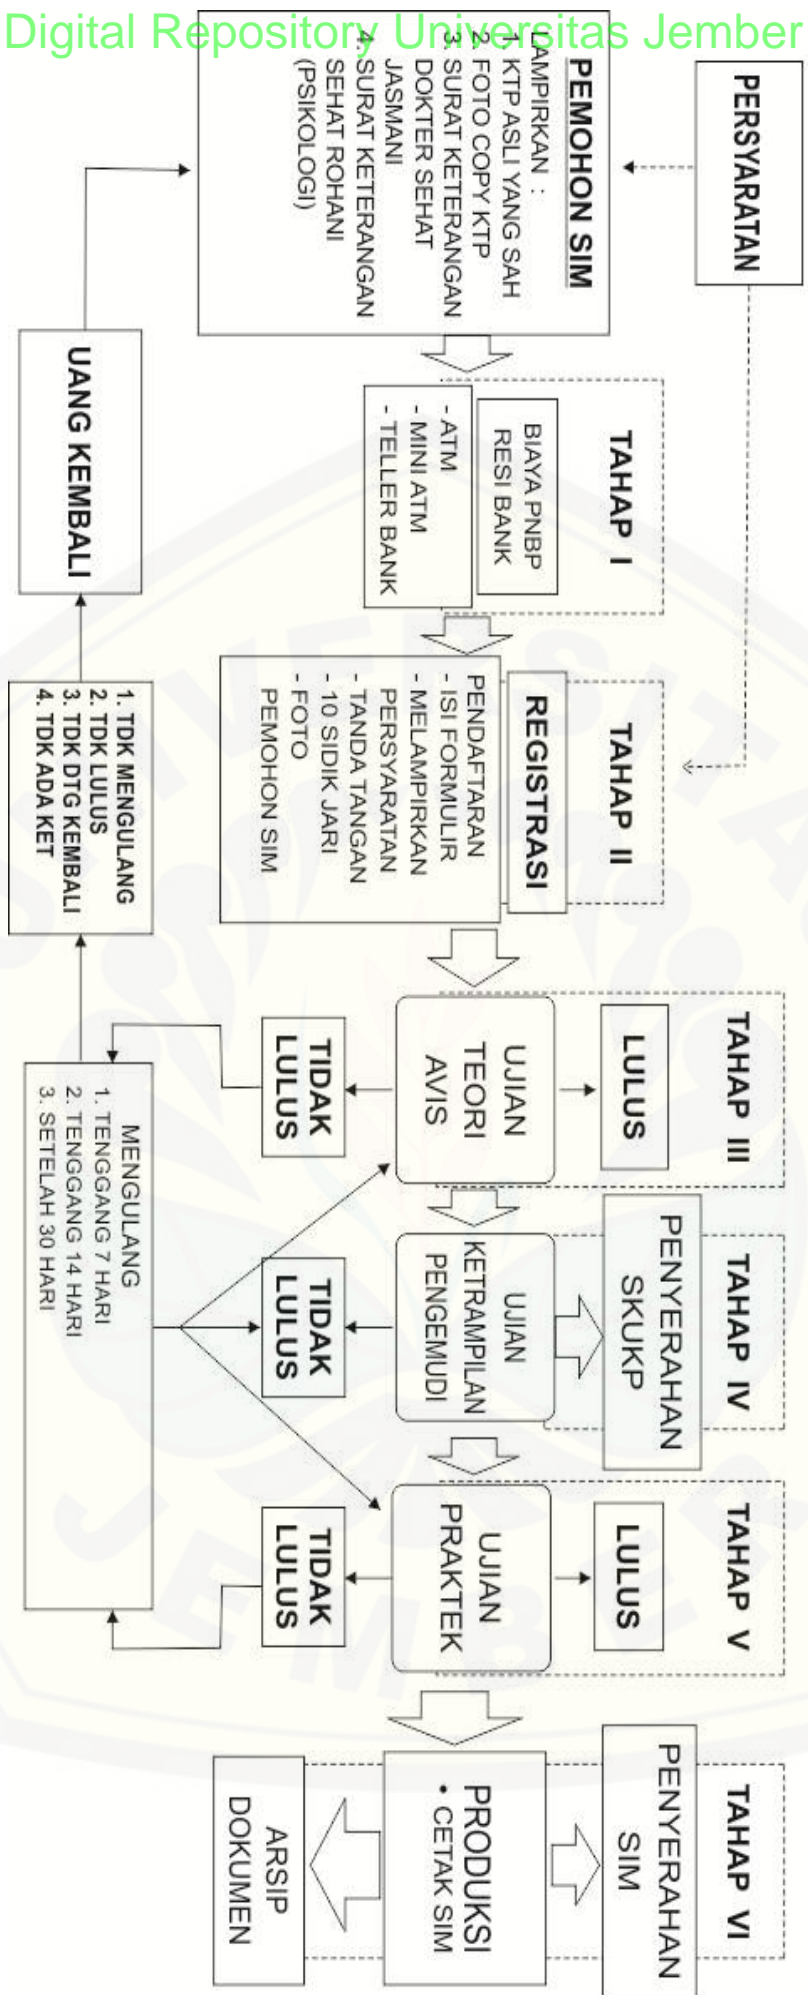 Digital Repository Universitas Jember
PERSYARATAN
PEMOHON SIM
LAMPIRKAN :
1. KTP ASLI YANG SAH
2. FOTO COPY KTP
3. SURAT KETERANGAN
DOKTER SEHAT
JASMANI
4. SURAT KETERANGAN
SEHAT ROHANI
(PSIKOLOGI)
TAHAP I
BIAYA PNBP
RESI BANK
- ATM
- MINI ATM
- TELLER BANK
TAHAP II
REGISTRASI
PENDAFTARAN
- ISI FORMULIR
- MELAMPIRKAN
PERSYARATAN
- TANDA TANGAN
- 10 SIDIK JARI
- FOTO
PEMOHON SIM
TAHAP III
LULUS
UJIAN
TEORI
AVIS
TIDAK
LULUS
TAHAP IV
PENYERAHAN
SKUKP
UJIAN
KETRAMPILAN
PENGEMUDI
TIDAK
LULUS
TAHAP V
LULUS
UJIAN
PRAKTEK
TIDAK
LULUS
TAHAP VI
PENYERAHAN
SIM
PRODUKSI
• CETAK SIM
ARSIP
DOKUMEN
MENGULANG
1. TENGGANG 7 HARI
2. TENGGANG 14 HARI
3. SETELAH 30 HARI
1. TDK MENGULANG
2. TDK LULUS
3. TDK DTG KEMBALI
4. TDK ADA KET
UANG KEMBALI
UNIVERSITAS
JEMBER